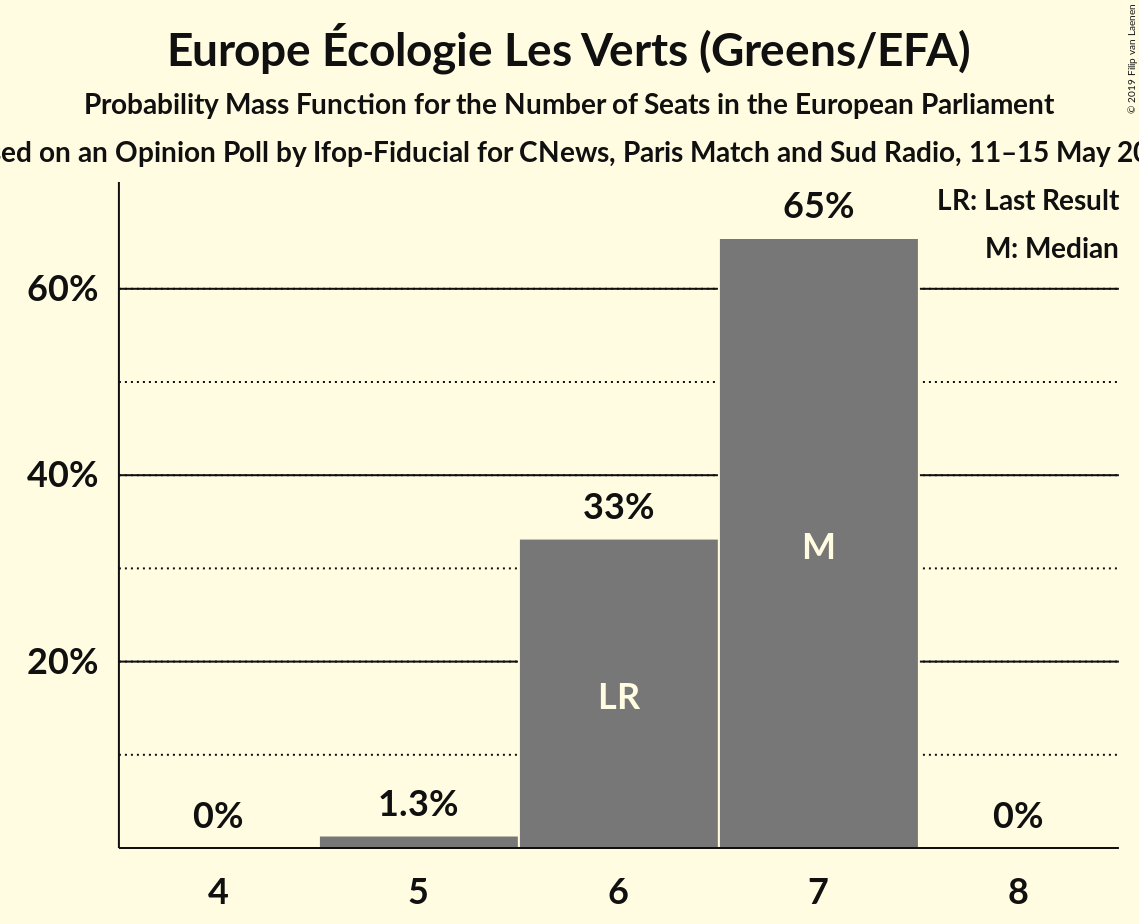 Europe Écologie Les Verts (Greens/EFA)
Probability Mass Function for the Number of Seats in the European Parliament
on an Opinion Poll by Ifop-Fiducial for CNews, Paris Match and Sud Radio, 11–15 May
© 2019 Filip van Laenen
LR: Last Result
M: Median
65%
60%
40%
33%
M
20%
LR
1.3%
0%
0%
4 5 6 7 8